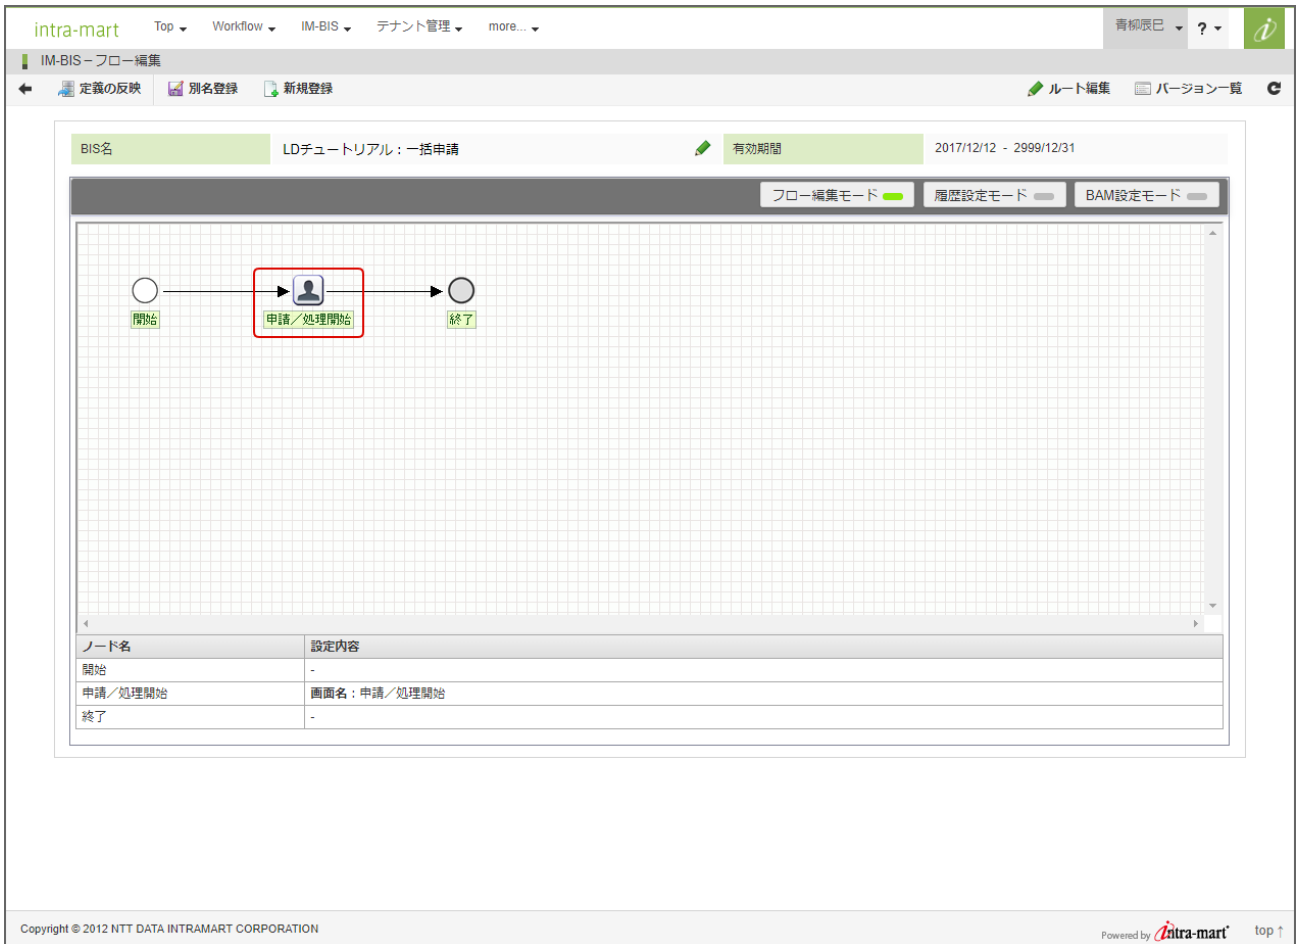 intra-mart Top Workflow IM-BIS テナント管理 more... 青柳辰巳 ?
IM-BIS – フロー編集
定義の反映 別名登録 新規登録 ルート編集 バージョン一覧
BIS名 LDチュートリアル：一括申請 有効期間 2017/12/12 - 2999/12/31
フロー編集モード 履歴設定モード BAM設定モード
開始 申請／処理開始 終了
ノード名 設定内容
開始 -
申請／処理開始 画面名：申請／処理開始
終了 -
Copyright © 2012 NTT DATA INTRAMART CORPORATION Powered by intra-mart top ↑